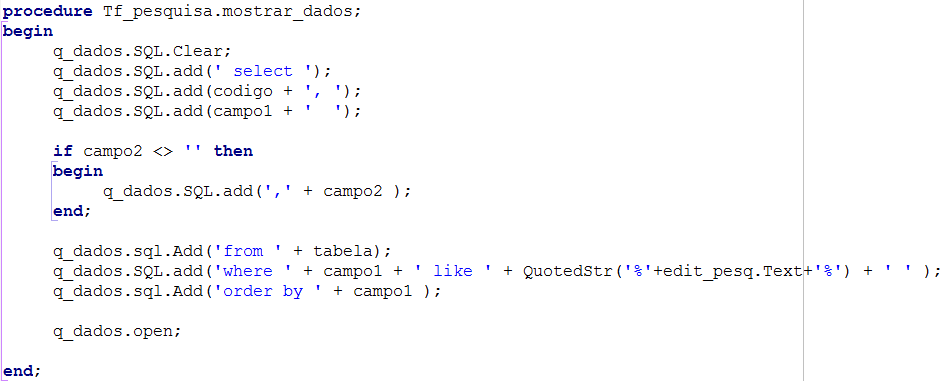 procedure Tf_pesquisa.mostrar_dados;
begin
q_dados.SQL.Clear;
q_dados.SQL.add(' select ');
q_dados.SQL.add(codigo + ', ');
q_dados.SQL.add(campo1 + '  ');
if campo2 <> '' then
begin
q_dados.SQL.add(',' + campo2 );
end;
q_dados.sql.Add('from ' + tabela);
q_dados.SQL.add('where ' + campo1 + ' like ' + QuotedStr('%'+edit_pesq.Text+'%') + ' ' );
q_dados.sql.Add('order by ' + campo1 );
q_dados.open;
end;